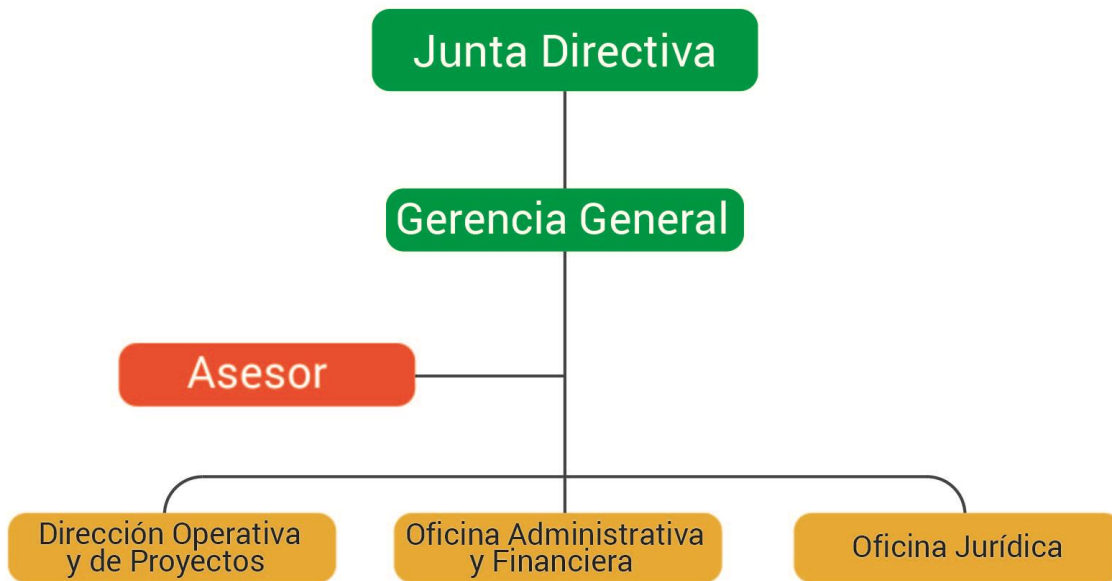 Junta Directiva
Gerencia General
Asesor
Dirección Operativa
y de Proyectos
Oficina Administrativa
y Financiera
Oficina Jurídica